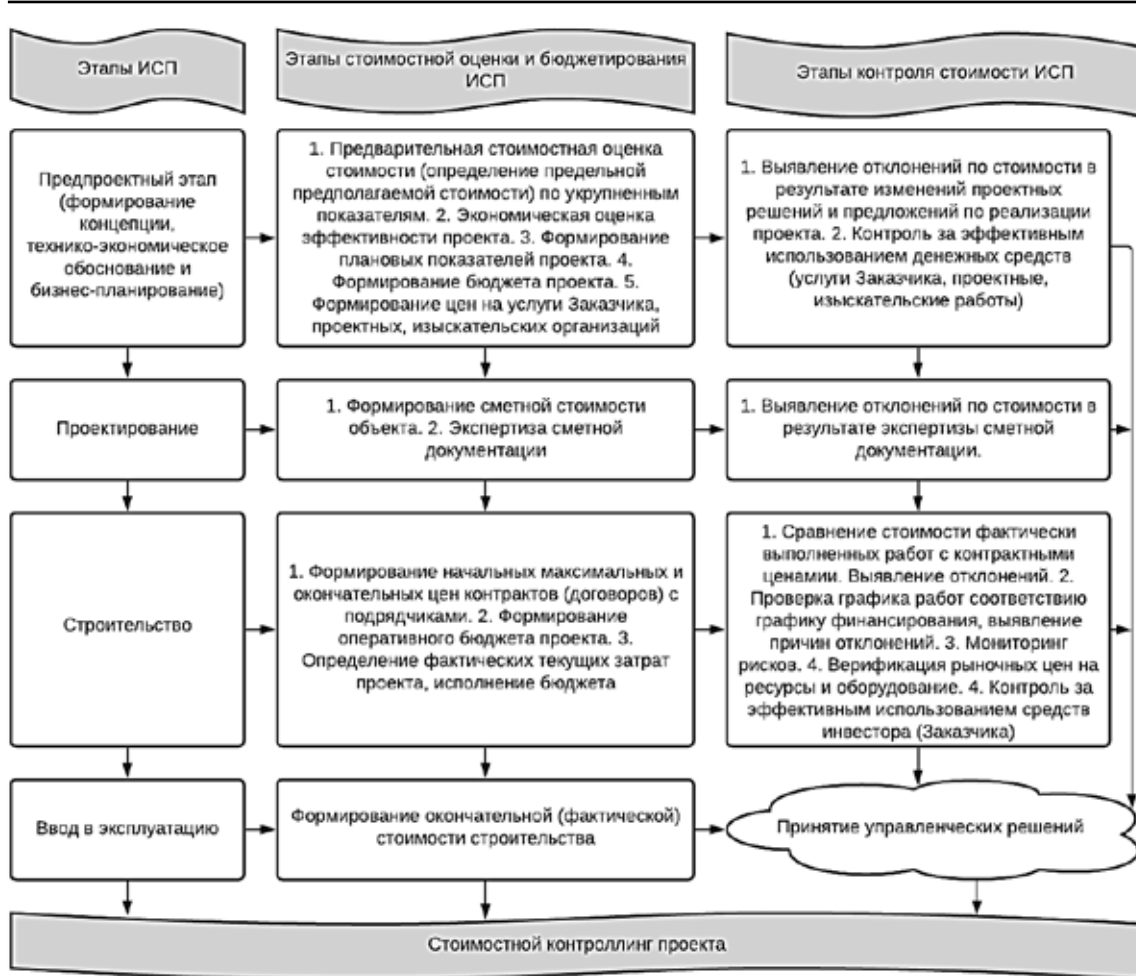 Этапы ИСП
Этапы стоимостной оценки и бюджетирования
ИСП
Этапы контроля стоимости ИСП
Предпроектный этап
(формирование
концепции,
технико-экономическое
обоснование и
бизнес-планирование)
1. Предварительная стоимостная оценка
стоимости (определение предельной
предполагаемой стоимости) по укрупненным
показателям. 2. Экономическая оценка
эффективности проекта. 3. Формирование
плановых показателей проекта. 4.
Формирование бюджета проекта. 5.
Формирование цен на услуги Заказчика,
проектных, изыскательских организаций
1. Выявление отклонений по стоимости в
результате изменений проектных
решений и предложений по реализации
проекта. 2. Контроль за эффективным
использованием денежных средств
(услуги Заказчика, проектные,
изыскательские работы)
Проектирование
1. Формирование сметной стоимости
объекта. 2. Экспертиза сметной
документации
1. Выявление отклонений по стоимости в
результате экспертизы сметной
документации.
Строительство
1. Формирование начальных максимальных и
окончательных цен контрактов (договоров) с
подрядчиками. 2. Формирование
оперативного бюджета проекта. 3.
Определение фактических текущих затрат
проекта, исполнение бюджета
1. Сравнение стоимости фактически
выполненных работ с контрактными
ценамии. Выявление отклонений. 2.
Проверка графика работ соответствию
графику финансирования, выявление
причин отклонений. 3. Мониторинг
рисков. 4. Верификация рыночных цен на
ресурсы и оборудование. 4. Контроль за
эффективным использованием средств
инвестора (Заказчика)
Ввод в эксплуатацию
Формирование окончательной (фактической)
стоимости строительства
Принятие управленческих решений
Стоимостной контроллинг проекта